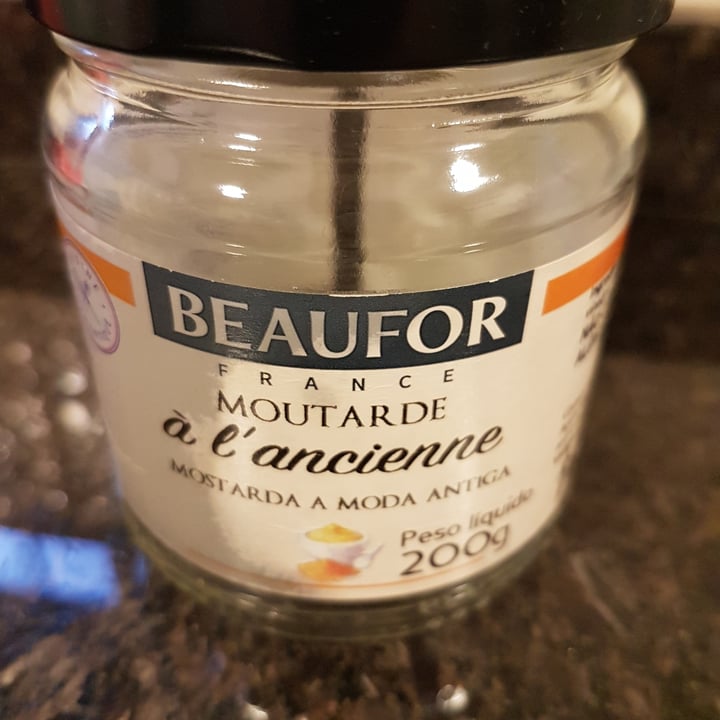 BEAUFOR
FRANCE
MOUTARDE
à l'ancienne
MOSTARDA A MODA ANTIGA
Peso líquido
200g